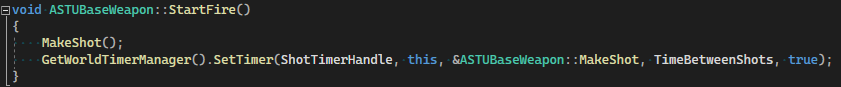 void ASTUBaseWeapon::StartFire()
{
    MakeShot();
    GetWorldTimerManager().SetTimer(ShotTimerHandle, this, &ASTUBaseWeapon::MakeShot, TimeBetweenShots, true);
}